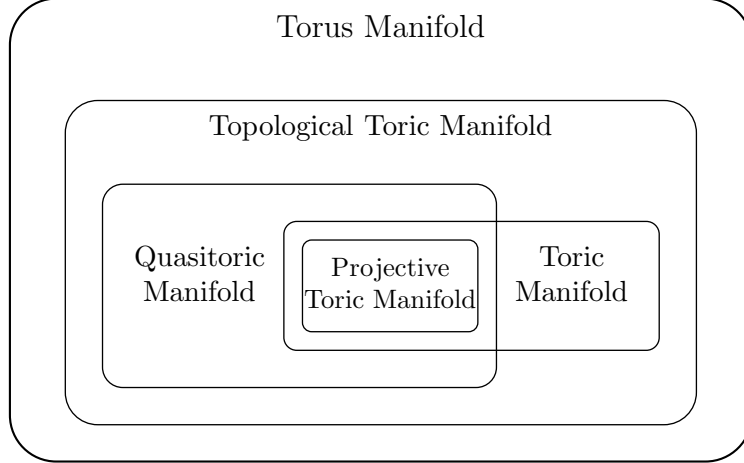 Torus Manifold
Topological Toric Manifold
Quasitoric
Manifold
Projective
Toric Manifold
Toric
Manifold